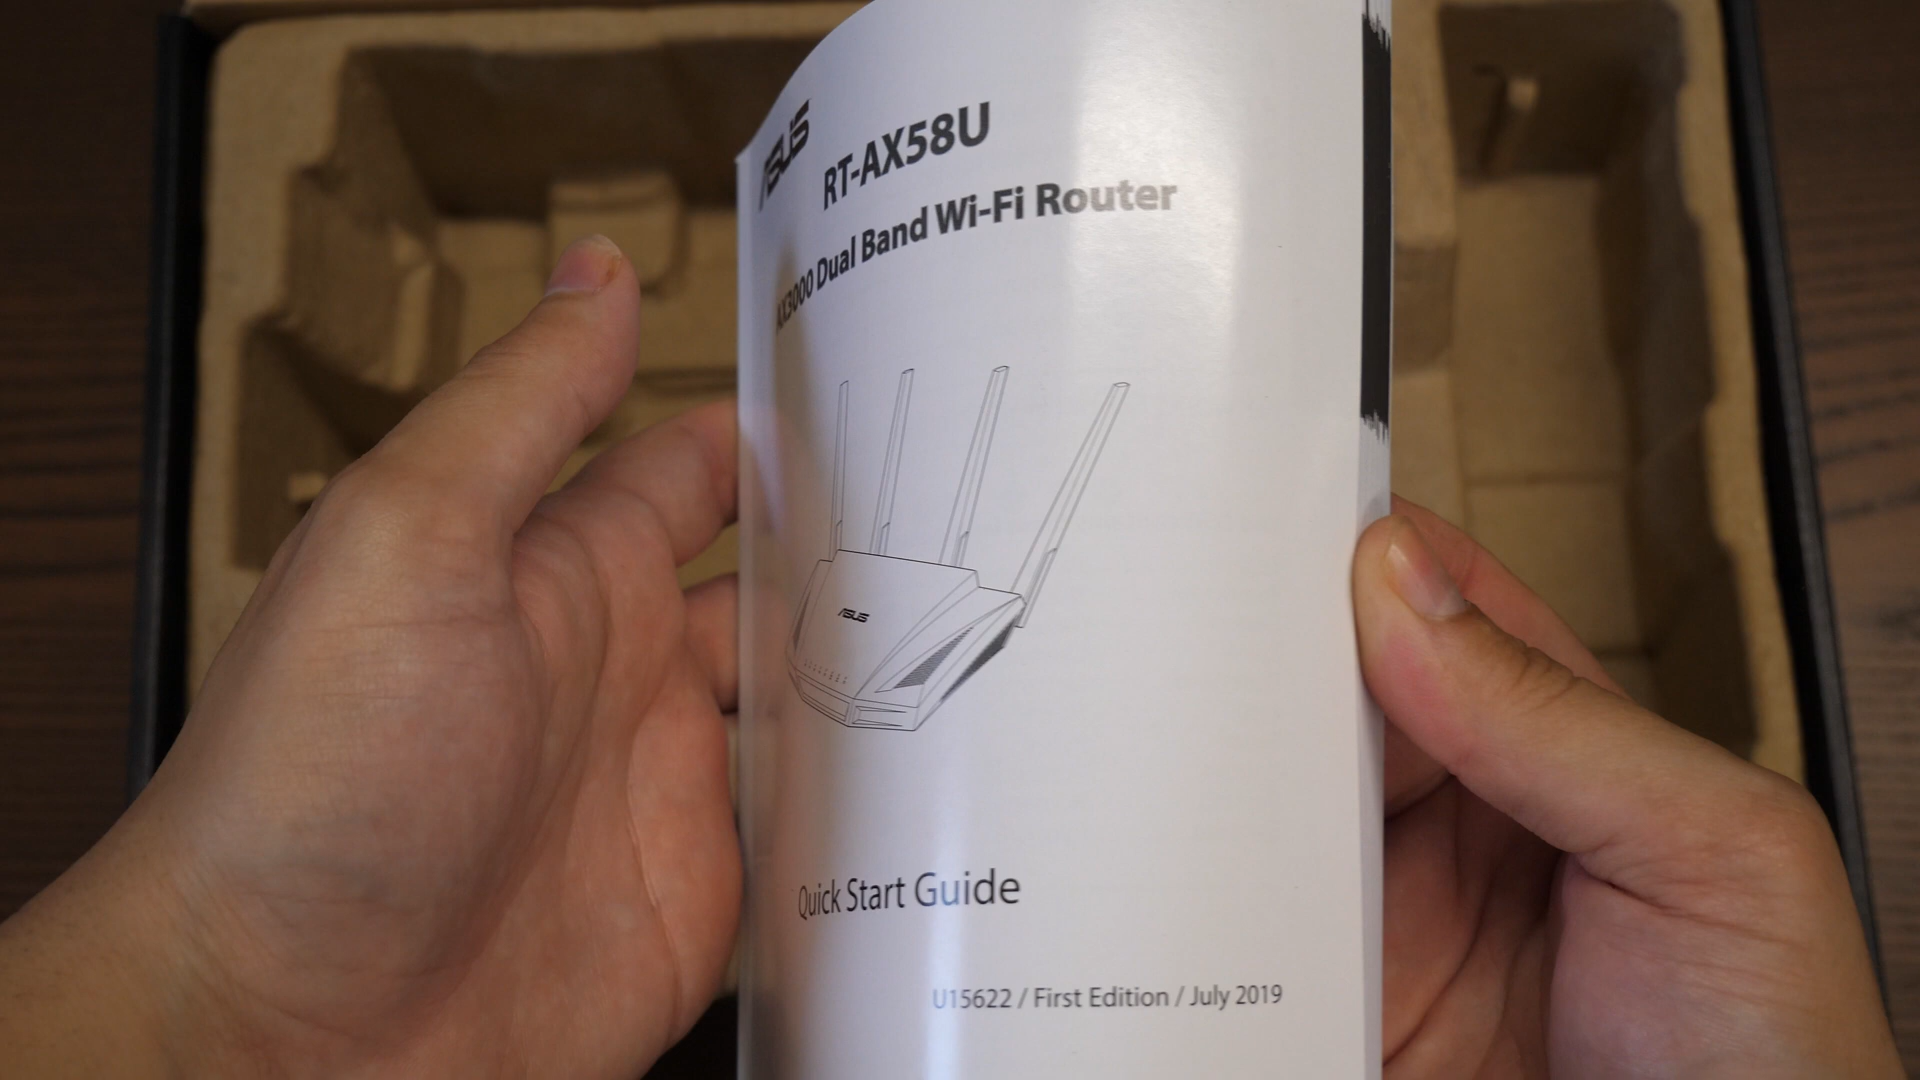 ASUS
RT-AX58U
AX3000 Dual Band Wi-Fi Router
ASUS
Quick Start Guide
U15622 / First Edition / July 2019